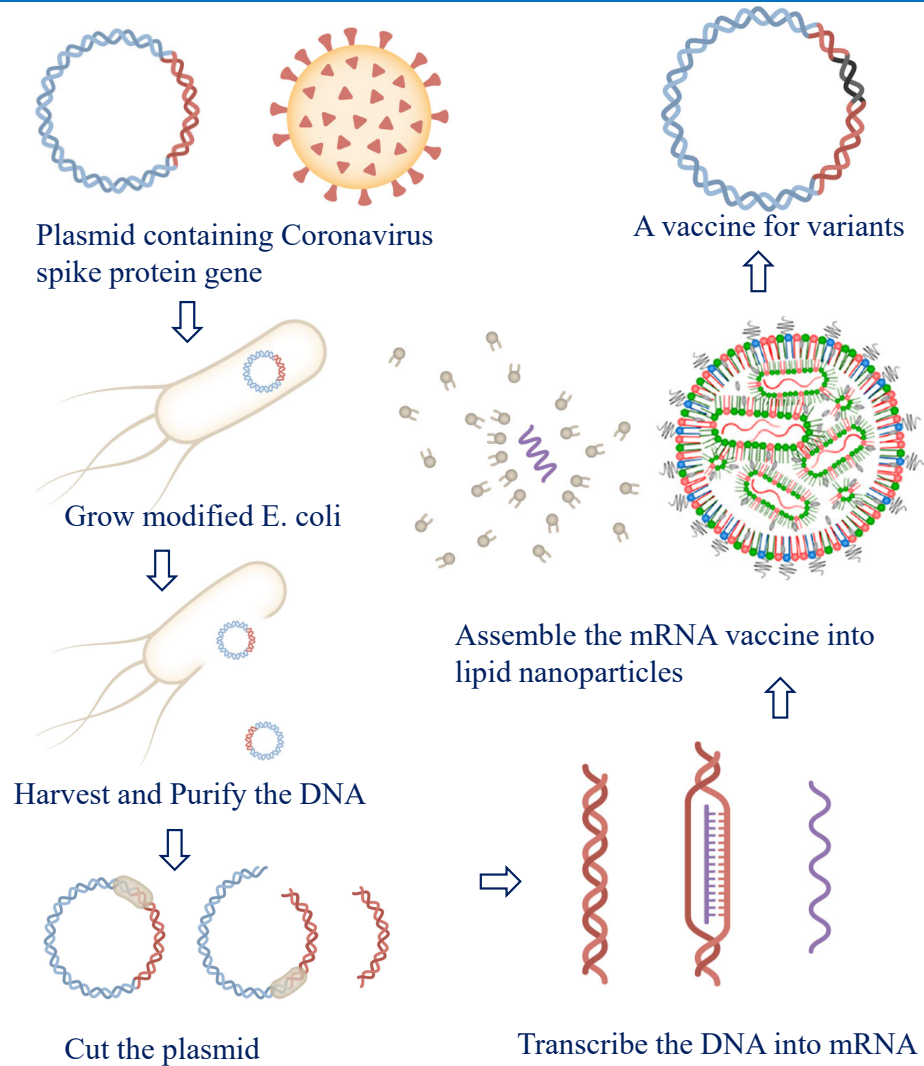 Plasmid containing Coronavirus
spike protein gene
Grow modified E. coli
Harvest and Purify the DNA
Cut the plasmid
Transcribe the DNA into mRNA
Assemble the mRNA vaccine into
lipid nanoparticles
A vaccine for variants